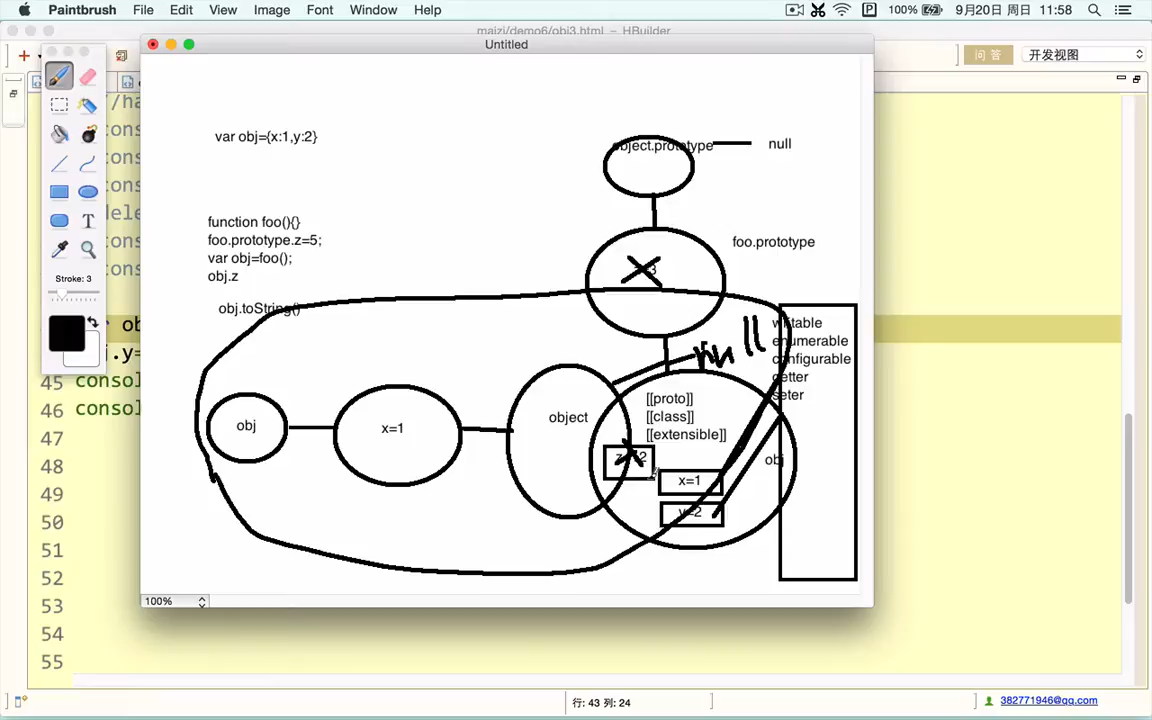 Paintbrush File Edit View Image Font Window Help
100% 9月20日 周日 11:58
maizi/demo6/obj3.html — HBuilder
Untitled
问 答
开发视图
var obj={x:1,y:2}
object.prototype
null
function foo(){}
foo.prototype.z=5;
var obj=foo();
obj.z
foo.prototype
obj.toString()
Stroke: 3
null
writable
enumerable
configurable
getter
seter
[[proto]]
[[class]]
[[extensible]]
obj
x=1
object
obj
x=1
y=2
45
46
47
48
49
50
51
52
53
54
55
100%
行: 43 列: 24
382771946@qq.com